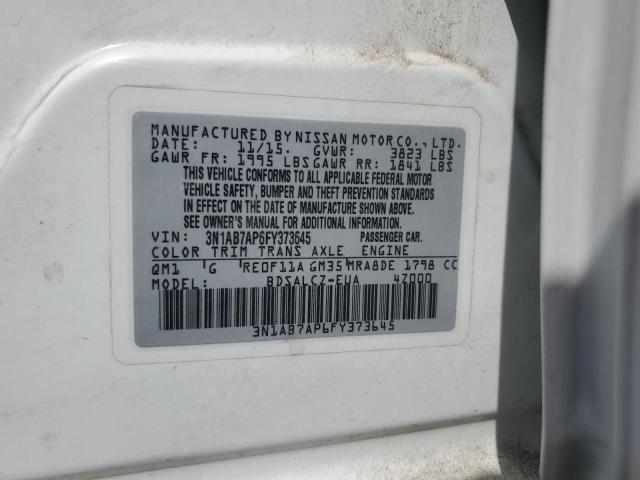 MANUFACTURED BY NISSAN MOTOR CO., LTD.
DATE: 11/15. GVWR: 3823 LBS
GAWR FR: 1995 LBS GAWR RR: 1841 LBS
THIS VEHICLE CONFORMS TO ALL APPLICABLE FEDERAL MOTOR
VEHICLE SAFETY, BUMPER AND THEFT PREVENTION STANDARDS
IN EFFECT ON THE DATE OF MANUFACTURE SHOWN ABOVE.
SEE OWNER'S MANUAL FOR ADDITIONAL INFORMATION.
VIN: 3N1AB7AP6FY373645 PASSENGER CAR.
COLOR TRIM TRANS AXLE ENGINE
QM1 G RE0F11A GM35 MRA8DE 1798 CC
MODEL: BDSALCZ-EUA 4Z000
3N1AB7AP6FY373645